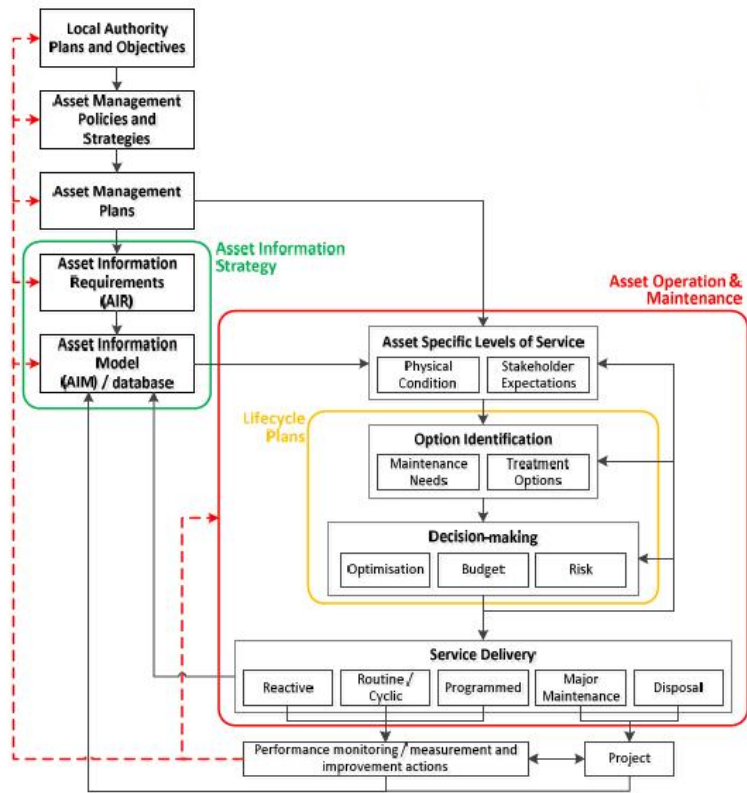 Local Authority
Plans and Objectives
Asset Management
Policies and
Strategies
Asset Management
Plans
Asset Information
Strategy
Asset Information
Requirements
(AIR)
Asset Information
Model
(AIM) / database
Asset Operation &
Maintenance
Asset Specific Levels of Service
Physical
Condition
Stakeholder
Expectations
Lifecycle
Plans
Option Identification
Maintenance
Needs
Treatment
Options
Decision-making
Optimisation
Budget
Risk
Service Delivery
Reactive
Routine /
Cyclic
Programmed
Major
Maintenance
Disposal
Performance monitoring / measurement and
improvement actions
Project